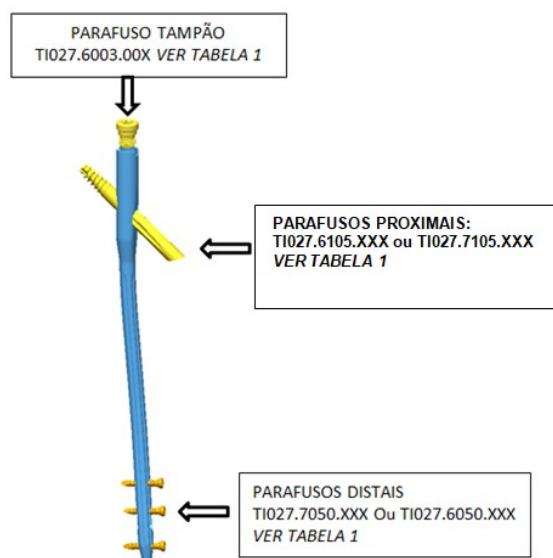 PARAFUSO TAMPÃO
TI027.6003.00X VER TABELA 1
PARAFUSOS PROXIMAIS:
TI027.6105.XXX ou TI027.7105.XXX
VER TABELA 1
PARAFUSOS DISTAIS
TI027.7050.XXX Ou TI027.6050.XXX
VER TABELA 1